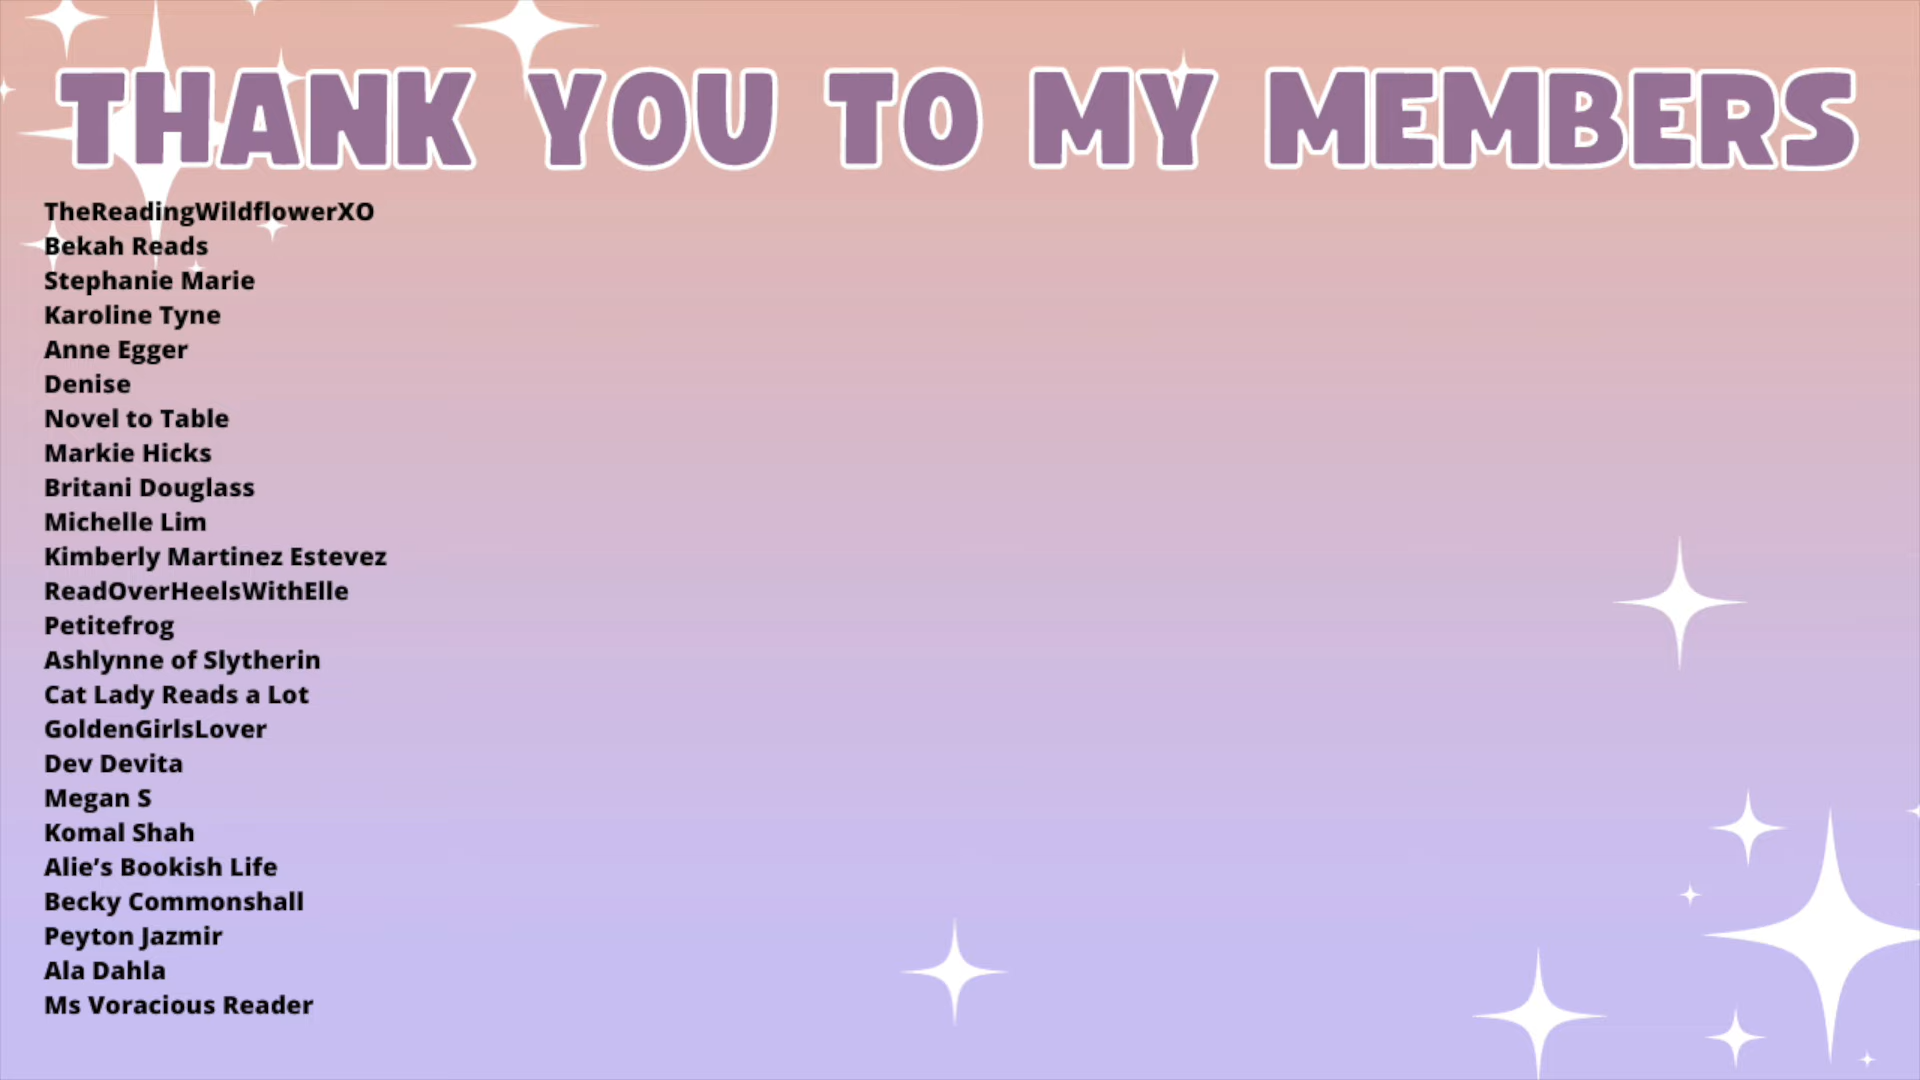 THANK YOU TO MY MEMBERS
TheReadingWildflowerXO
Bekah Reads
Stephanie Marie
Karoline Tyne
Anne Egger
Denise
Novel to Table
Markie Hicks
Britani Douglass
Michelle Lim
Kimberly Martinez Estevez
ReadOverHeelsWithElle
Petitefrog
Ashlynne of Slytherin
Cat Lady Reads a Lot
GoldenGirlsLover
Dev Devita
Megan S
Komal Shah
Alie’s Bookish Life
Becky Commonshall
Peyton Jazmir
Ala Dahla
Ms Voracious Reader